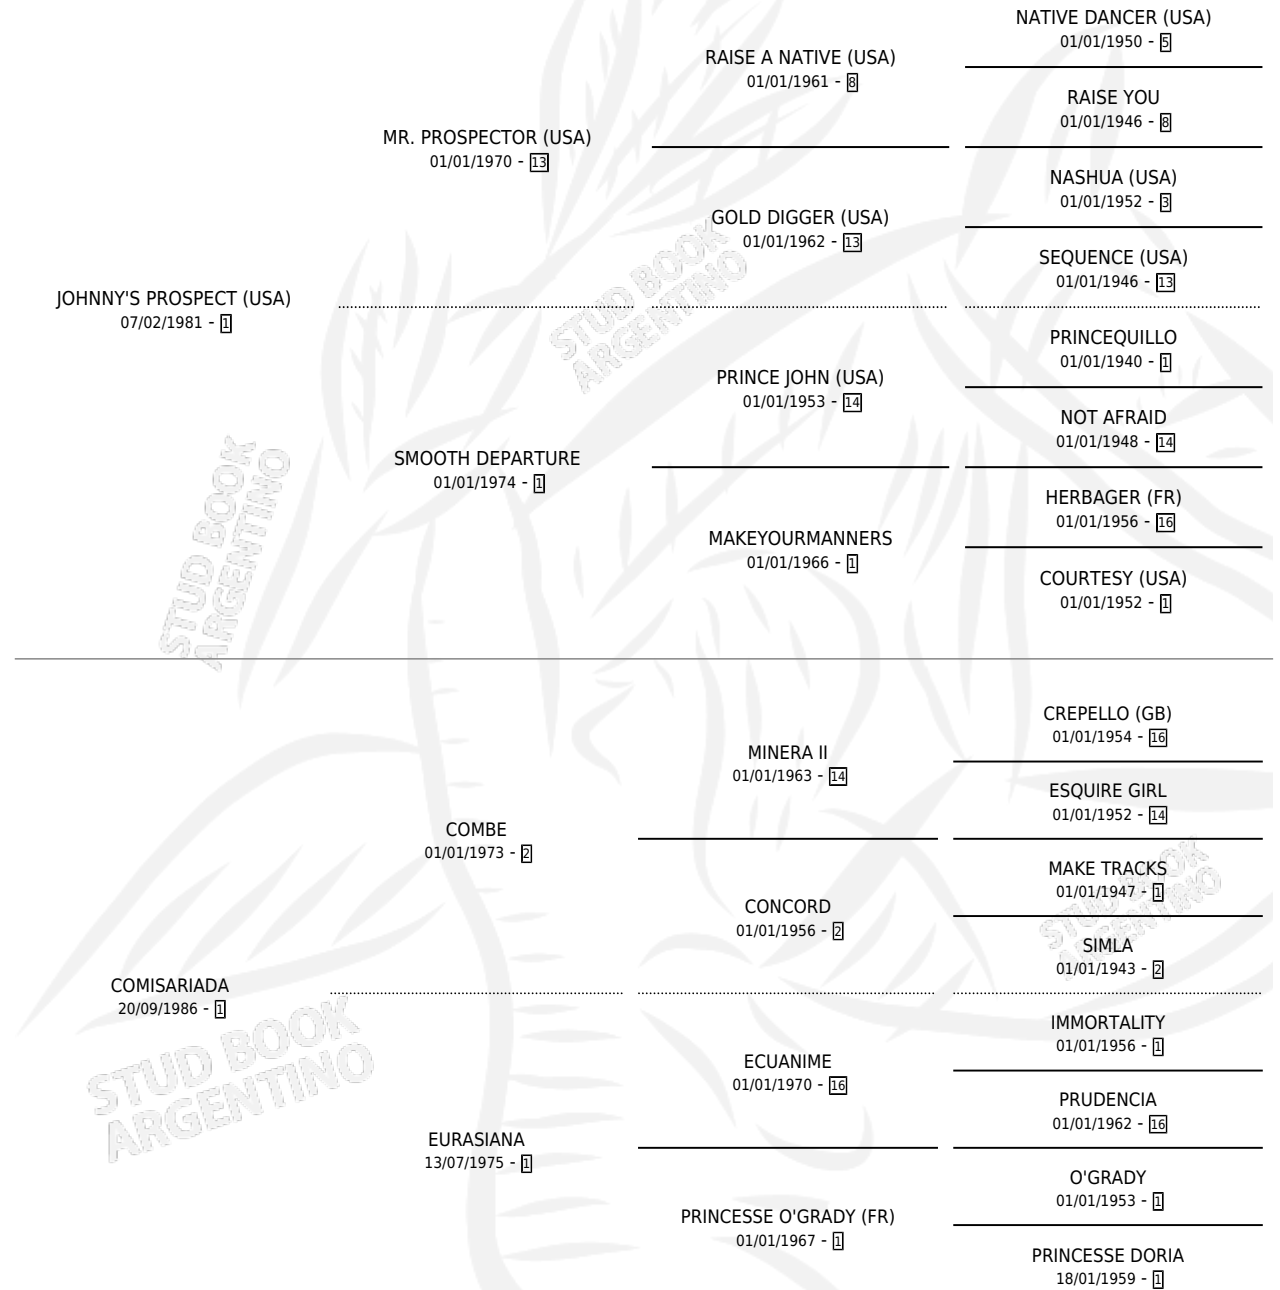 NATIVE DANCER (USA)
01/01/1950 - 5
RAISE A NATIVE (USA)
01/01/1961 - 8
RAISE YOU
01/01/1946 - 8
MR. PROSPECTOR (USA)
01/01/1970 - 13
NASHUA (USA)
01/01/1952 - 3
GOLD DIGGER (USA)
01/01/1962 - 13
SEQUENCE (USA)
01/01/1946 - 13
JOHNNY'S PROSPECT (USA)
07/02/1981 - 1
PRINCEQUILLO
01/01/1940 - 1
PRINCE JOHN (USA)
01/01/1953 - 14
NOT AFRAID
01/01/1948 - 14
SMOOTH DEPARTURE
01/01/1974 - 1
HERBAGER (FR)
01/01/1956 - 16
MAKEYOURMANNERS
01/01/1966 - 1
COURTESY (USA)
01/01/1952 - 1
CREPELLO (GB)
01/01/1954 - 16
MINERA II
01/01/1963 - 14
ESQUIRE GIRL
01/01/1952 - 14
COMBE
01/01/1973 - 2
MAKE TRACKS
01/01/1947 - 1
CONCORD
01/01/1956 - 2
SIMLA
01/01/1943 - 2
COMISARIADA
20/09/1986 - 1
IMMORTALITY
01/01/1956 - 1
ECUANIME
01/01/1970 - 16
PRUDENCIA
01/01/1962 - 16
EURASIANA
13/07/1975 - 1
O'GRADY
01/01/1953 - 1
PRINCESSE O'GRADY (FR)
01/01/1967 - 1
PRINCESSE DORIA
18/01/1959 - 1
STUD BOOK
ARGENTINO
STUD BOOK
ARGENTINO
STUD BOOK
ARGENTINO
STUD BOOK
ARGENTINO